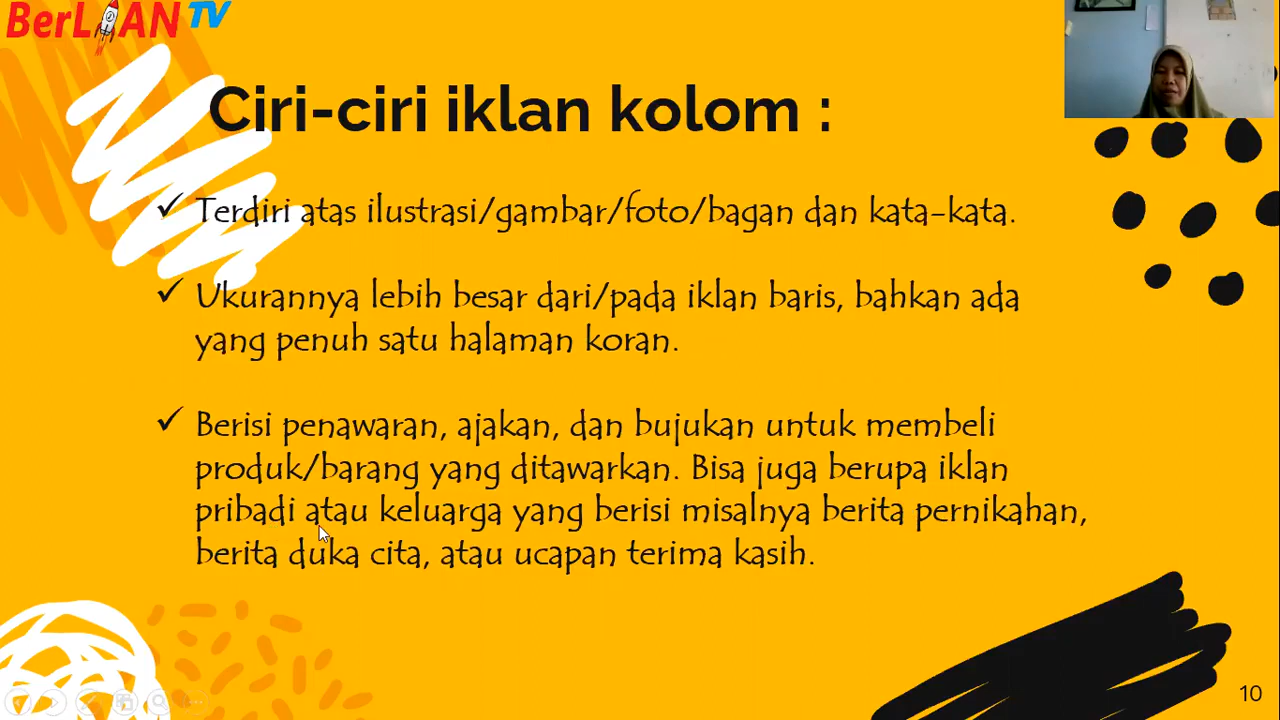 BerLIAN TV
Ciri-ciri iklan kolom :
✓ Terdiri atas ilustrasi/gambar/foto/bagan dan kata-kata.
✓ Ukurannya lebih besar dari/pada iklan baris, bahkan ada
yang penuh satu halaman koran.
✓ Berisi penawaran, ajakan, dan bujukan untuk membeli
produk/barang yang ditawarkan. Bisa juga berupa iklan
pribadi atau keluarga yang berisi misalnya berita pernikahan,
berita duka cita, atau ucapan terima kasih.
10